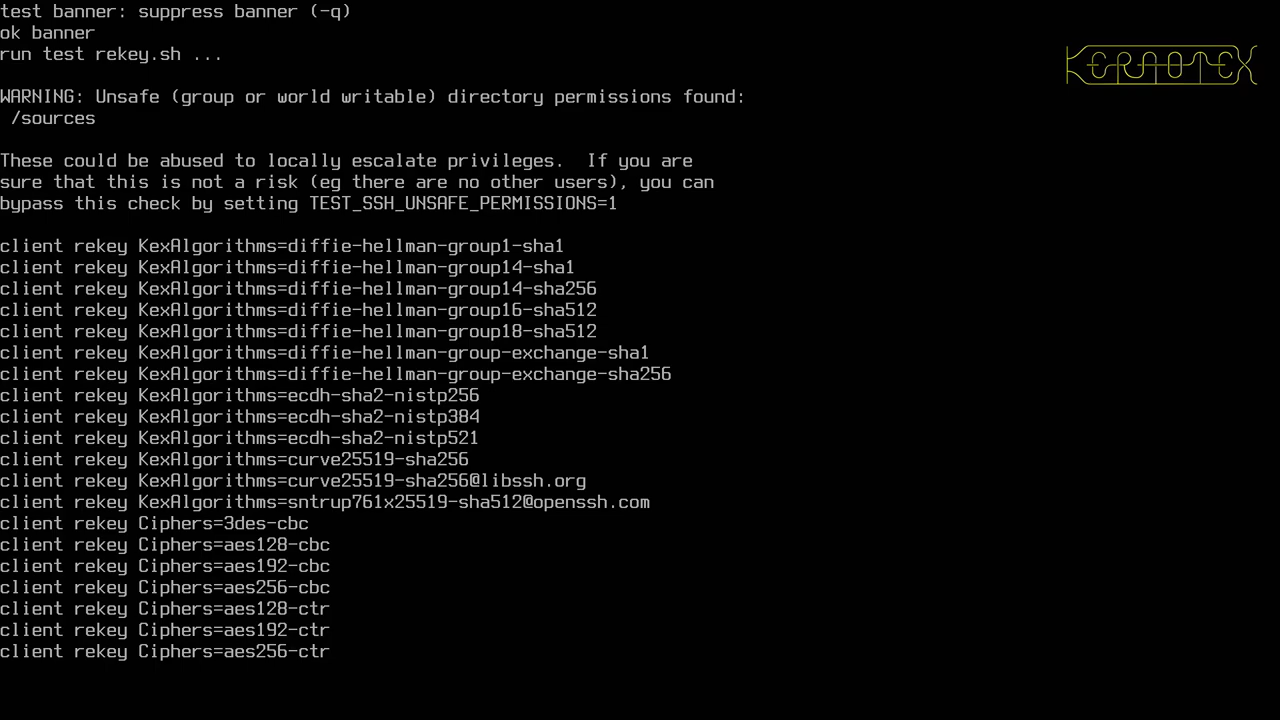 test banner: suppress banner (-q)
ok banner
run test rekey.sh ...
WARNING: Unsafe (group or world writable) directory permissions found:
/sources
These could be abused to locally escalate privileges.  If you are
sure that this is not a risk (eg there are no other users), you can
bypass this check by setting TEST_SSH_UNSAFE_PERMISSIONS=1
client rekey KexAlgorithms=diffie-hellman-group1-sha1
client rekey KexAlgorithms=diffie-hellman-group14-sha1
client rekey KexAlgorithms=diffie-hellman-group14-sha256
client rekey KexAlgorithms=diffie-hellman-group16-sha512
client rekey KexAlgorithms=diffie-hellman-group18-sha512
client rekey KexAlgorithms=diffie-hellman-group-exchange-sha1
client rekey KexAlgorithms=diffie-hellman-group-exchange-sha256
client rekey KexAlgorithms=ecdh-sha2-nistp256
client rekey KexAlgorithms=ecdh-sha2-nistp384
client rekey KexAlgorithms=ecdh-sha2-nistp521
client rekey KexAlgorithms=curve25519-sha256
client rekey KexAlgorithms=curve25519-sha256@libssh.org
client rekey KexAlgorithms=sntrup761x25519-sha512@openssh.com
client rekey Ciphers=3des-cbc
client rekey Ciphers=aes128-cbc
client rekey Ciphers=aes192-cbc
client rekey Ciphers=aes256-cbc
client rekey Ciphers=aes128-ctr
client rekey Ciphers=aes192-ctr
client rekey Ciphers=aes256-ctr